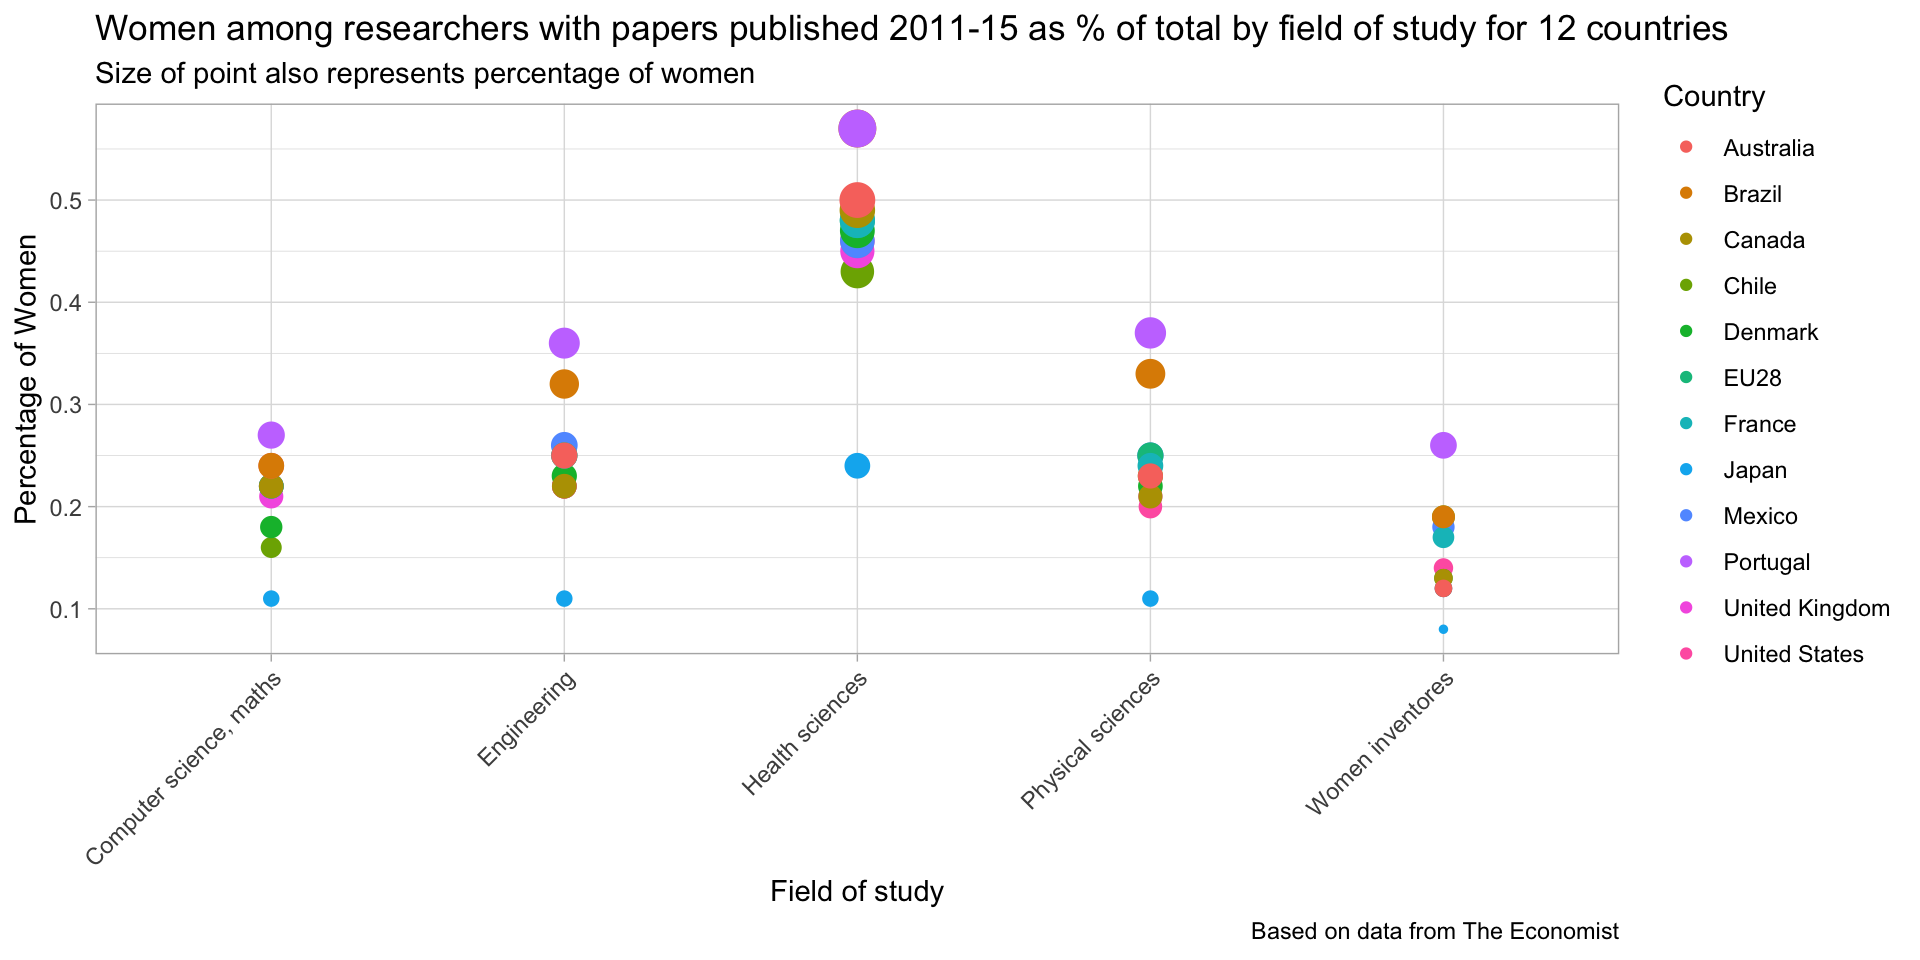 Women among researchers with papers published 2011-15 as % of total by field of study for 12 countries
Size of point also represents percentage of women
Percentage of Women
0.5
0.4
0.3
0.2
0.1
Computer science, maths
Engineering
Health sciences
Physical sciences
Women inventores
Field of study
Country
Australia
Brazil
Canada
Chile
Denmark
EU28
France
Japan
Mexico
Portugal
United Kingdom
United States
Based on data from The Economist